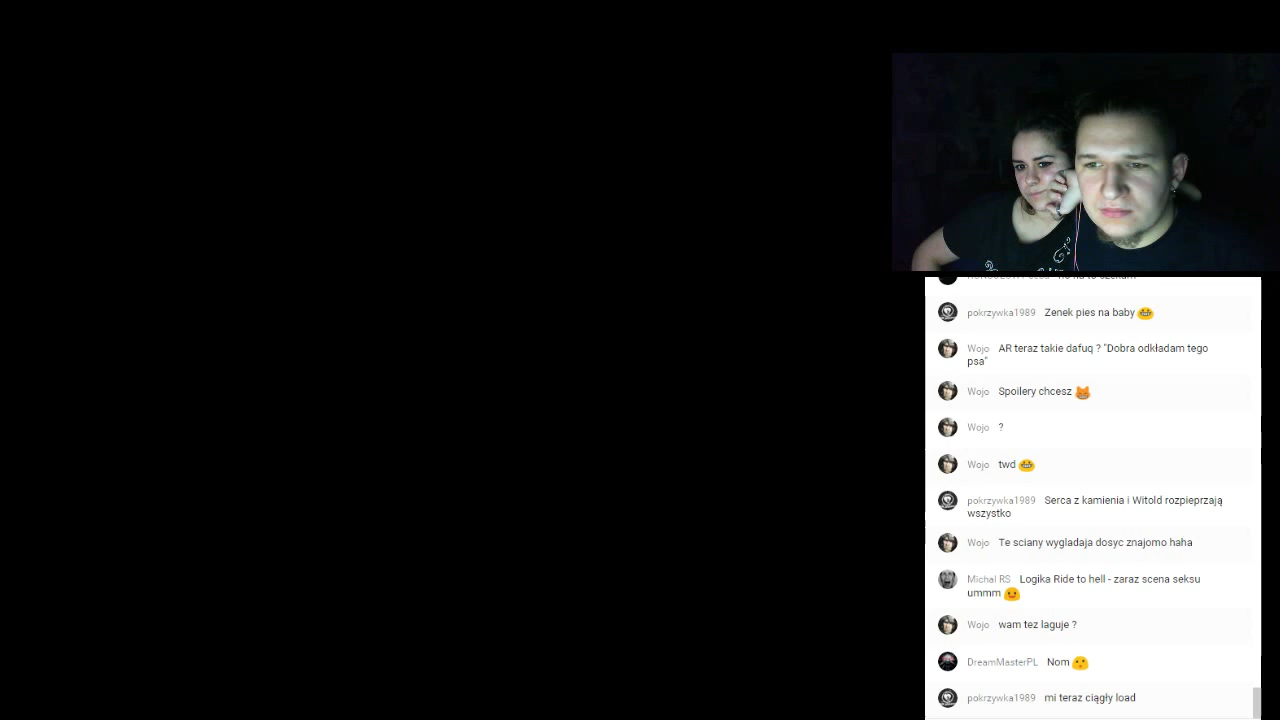 pokrzywka1989 Zenek pies na baby
Wojo AR teraz takie dafuq ? "Dobra odkładam tego
psa"
Wojo Spoilery chcesz
Wojo ?
Wojo twd
pokrzywka1989 Serca z kamienia i Witold rozpieprzają
wszystko
Wojo Te sciany wygladaja dosyc znajomo haha
Michal RS Logika Ride to hell - zaraz scena seksu
ummm
Wojo wam tez laguje ?
DreamMasterPL Nom
pokrzywka1989 mi teraz ciągły load